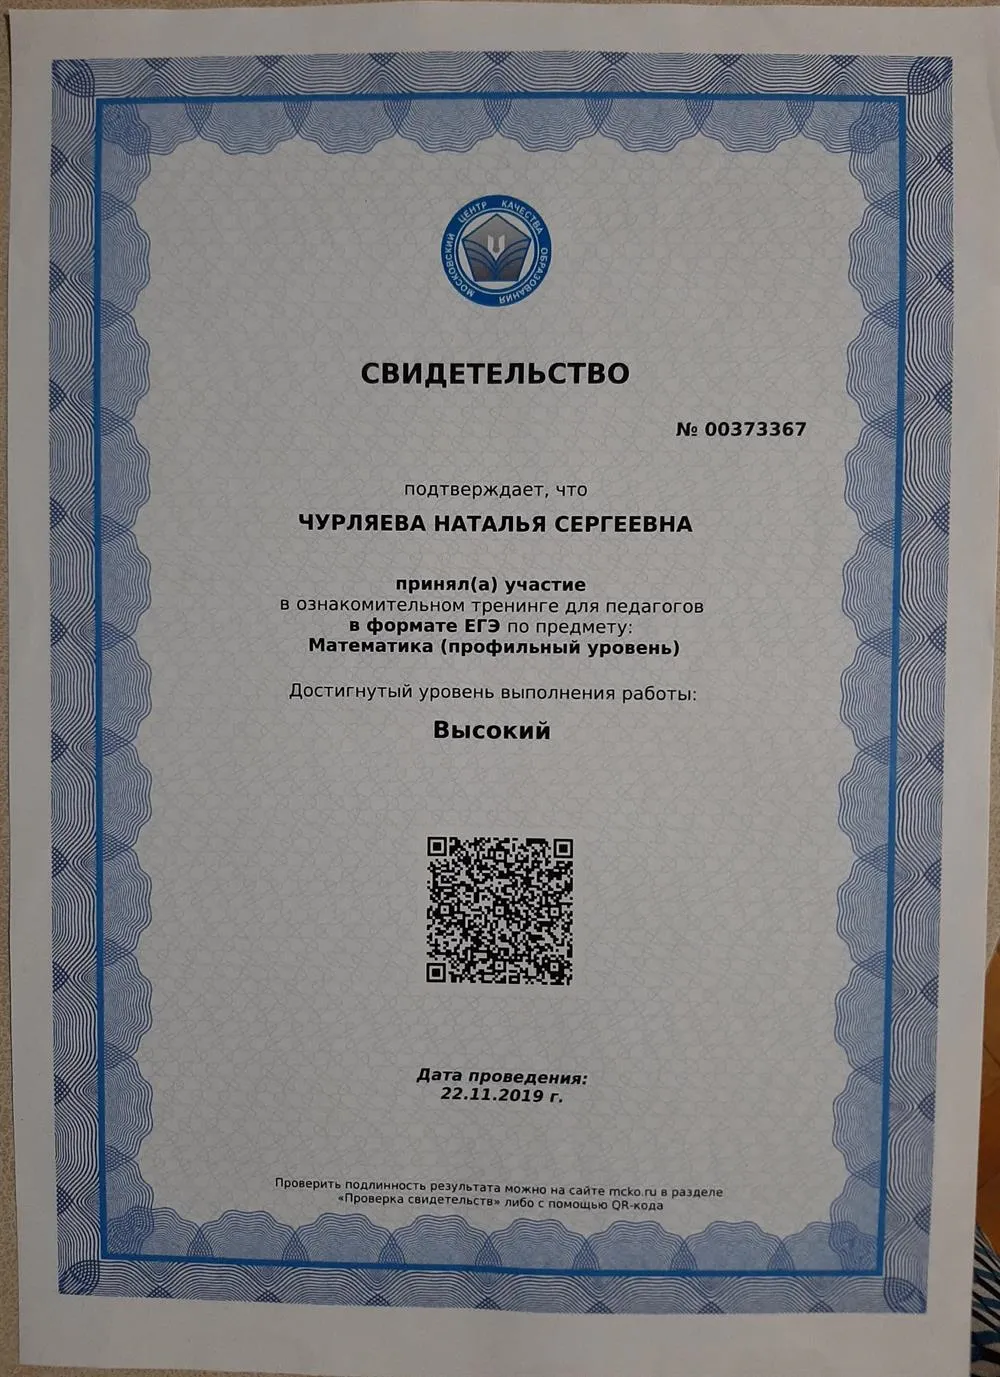 МОСКОВСКИЙ ЦЕНТР КАЧЕСТВА ОБРАЗОВАНИЯ
СВИДЕТЕЛЬСТВО
№ 00373367
подтверждает, что
ЧУРЛЯЕВА НАТАЛЬЯ СЕРГЕЕВНА
принял(а) участие
в ознакомительном тренинге для педагогов
в формате ЕГЭ по предмету:
Математика (профильный уровень)
Достигнутый уровень выполнения работы:
Высокий
Дата проведения:
22.11.2019 г.
Проверить подлинность результата можно на сайте mcko.ru в разделе
«Проверка свидетельств» либо с помощью QR-кода